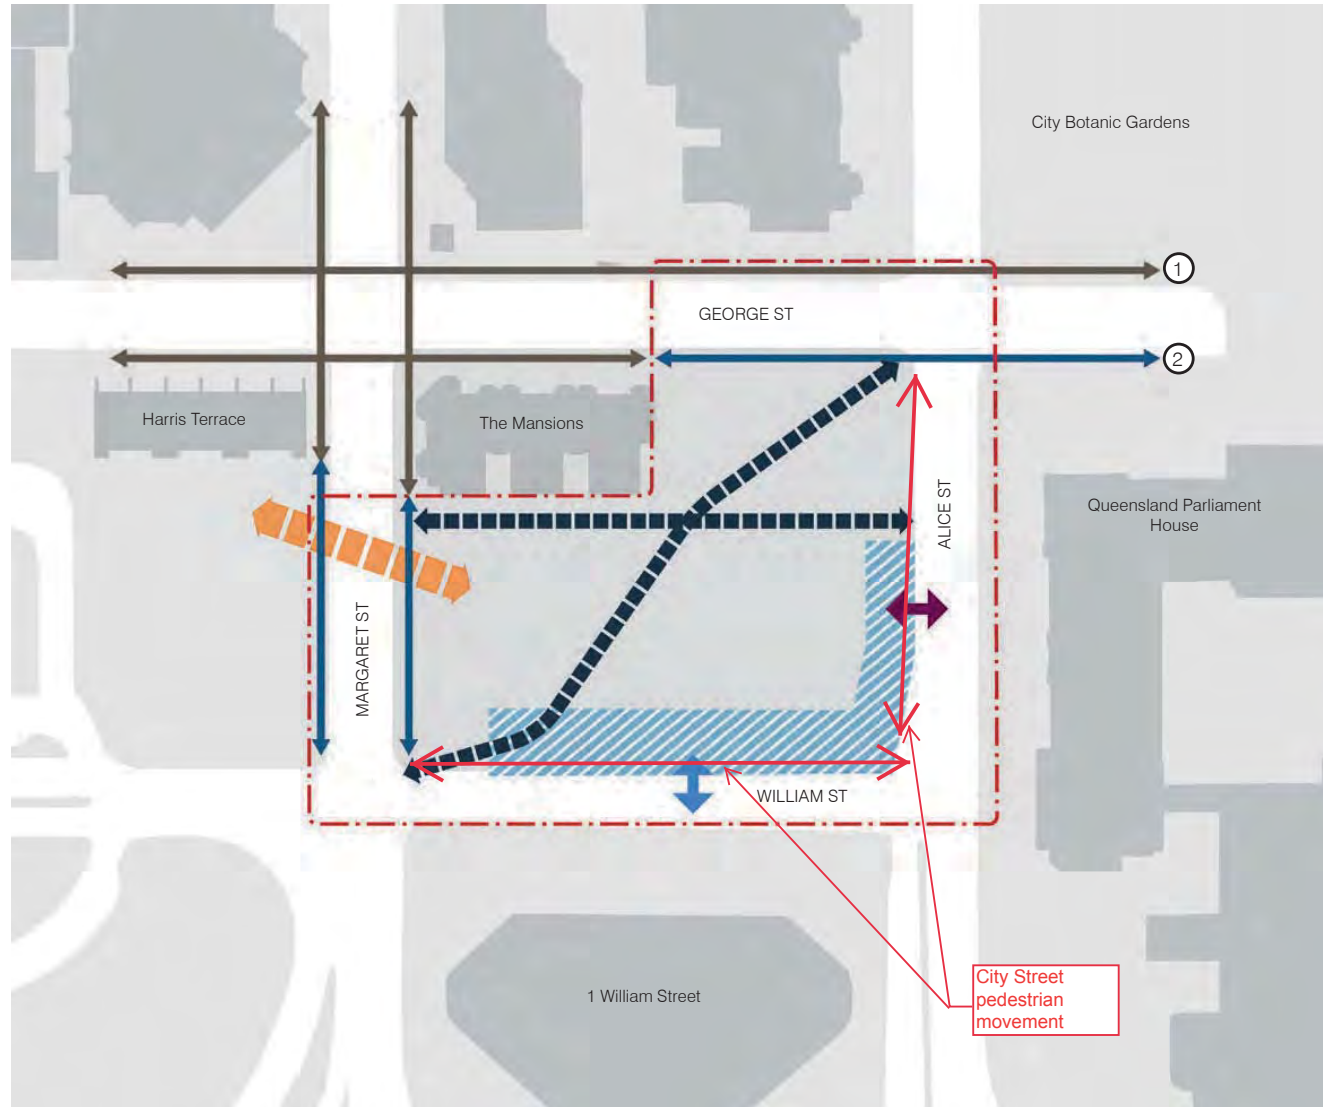 City Botanic Gardens
1
GEORGE ST
2
Harris Terrace
The Mansions
ALICE ST
Queensland Parliament
House
MARGARET ST
WILLIAM ST
1 William Street
City Street
pedestrian
movement